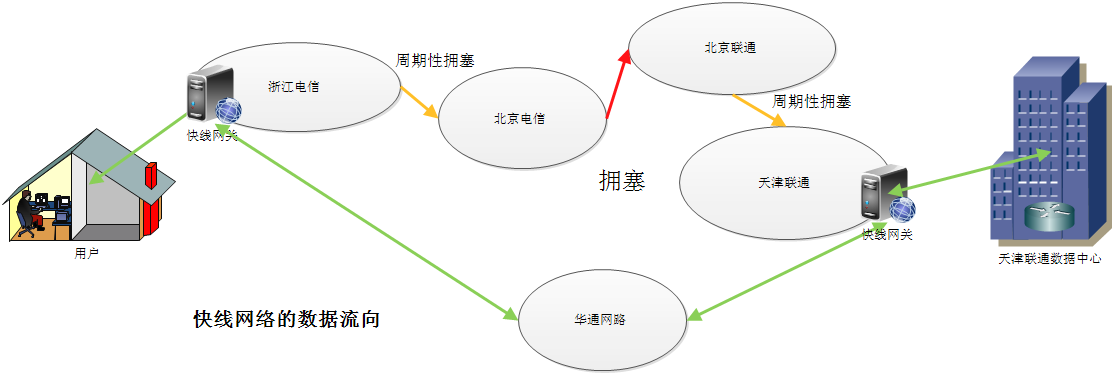 北京联通
周期性拥塞
浙江电信
周期性拥塞
北京电信
快线网关
拥塞
天津联通
快线网关
用户
天津联通数据中心
快线网络的数据流向
华通网路